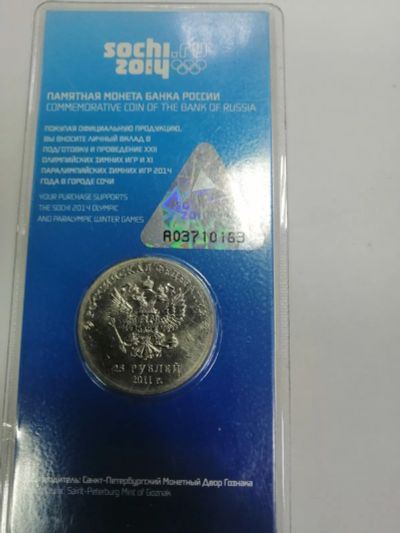 sochi.ru
2014
ПАМЯТНАЯ МОНЕТА БАНКА РОССИИ
COMMEMORATIVE COIN OF THE BANK OF RUSSIA
ПОКУПАЯ ОФИЦИАЛЬНУЮ ПРОДУКЦИЮ,
ВЫ ВНОСИТЕ ЛИЧНЫЙ ВКЛАД В
ПОДГОТОВКУ И ПРОВЕДЕНИЕ XXII
ОЛИМПИЙСКИХ ЗИМНИХ ИГР И XI
ПАРАЛИМПИЙСКИХ ЗИМНИХ ИГР 2014
ГОДА В ГОРОДЕ СОЧИ
YOUR PURCHASE SUPPORTS
THE SOCHI 2014 OLYMPIC
AND PARALYMPIC WINTER GAMES
A03710163
РОССИЙСКАЯ
25 РУБЛЕЙ
2011 г.
Санкт-Петербургский Монетный Двор Гознака
Saint-Peterburg Mint of Goznak